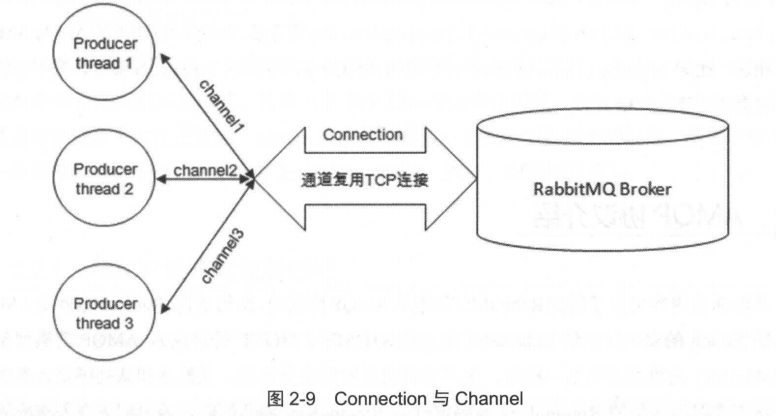 Producer
thread 1
channel1
Producer
thread 2
channel2
Producer
thread 3
channel3
Connection
通道复用TCP连接
RabbitMQ Broker
图 2-9 Connection 与 Channel